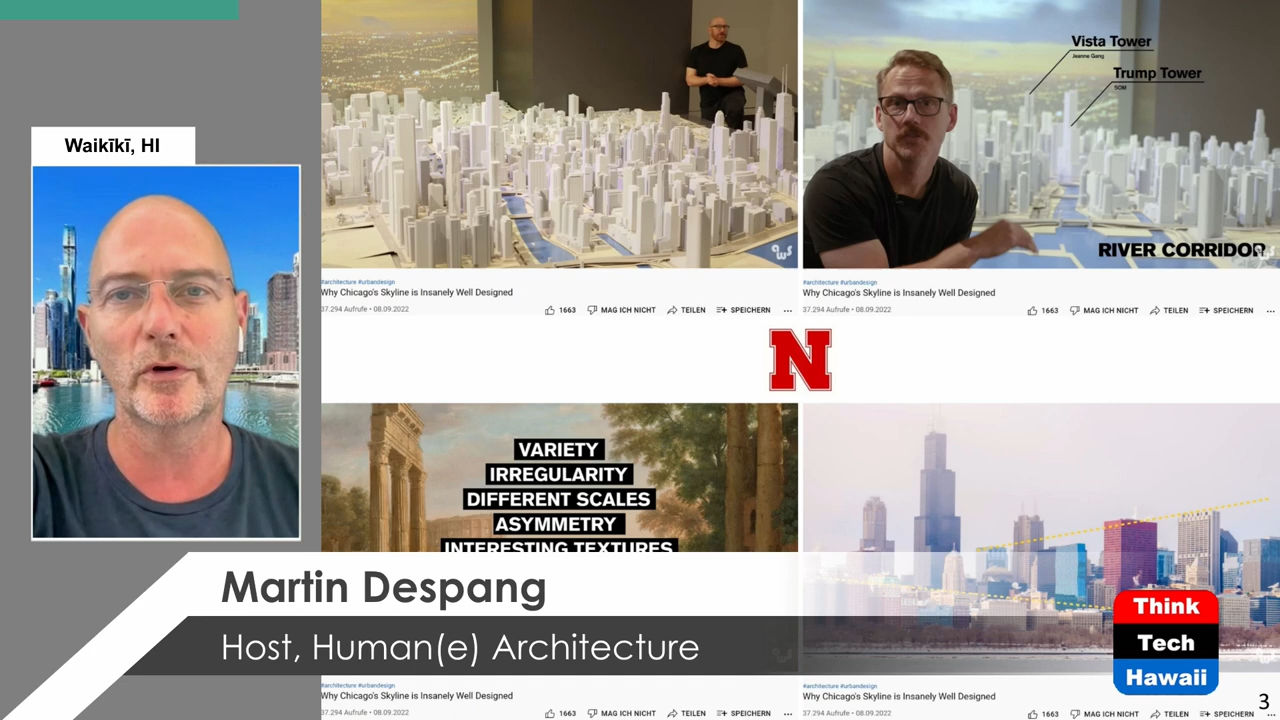 Waikīkī, HI
Vista Tower
Jeanne Gang
Trump Tower
SOM
RIVER CORRIDOR
#architecture #urbandesign
Why Chicago's Skyline is Insanely Well Designed
37.294 Aufrufe • 08.09.2022
1663 MAG ICH NICHT TEILEN SPEICHERN ...
#architecture #urbandesign
Why Chicago's Skyline is Insanely Well Designed
37.294 Aufrufe • 08.09.2022
1663 MAG ICH NICHT TEILEN SPEICHERN ...
N
VARIETY
IRREGULARITY
DIFFERENT SCALES
ASYMMETRY
INTERESTING TEXTURES
Martin Despang
Host, Human(e) Architecture
Think
Tech
Hawaii
#architecture #urbandesign
Why Chicago's Skyline is Insanely Well Designed
37.294 Aufrufe • 08.09.2022
1663 MAG ICH NICHT TEILEN SPEICHERN ...
#architecture #urbandesign
Why Chicago's Skyline is Insanely Well Designed
37.294 Aufrufe • 08.09.2022
1663 MAG ICH NICHT TEILEN SPEICHERN ...
3